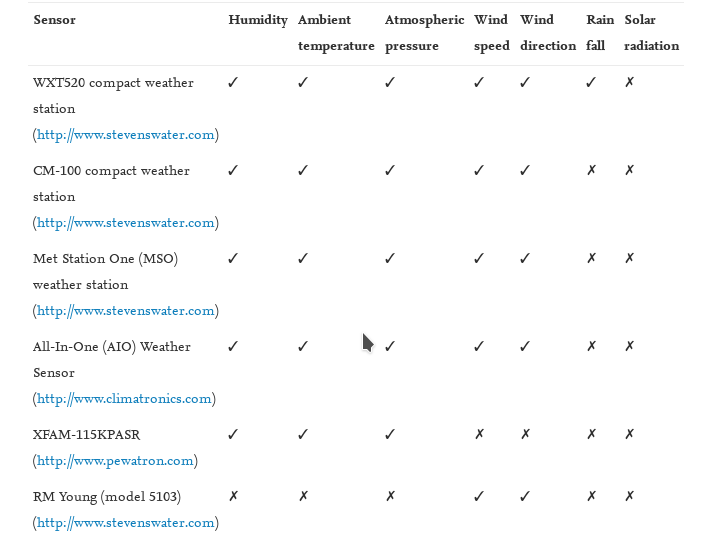 Sensor Humidity Ambient Atmospheric Wind Wind Rain Solar
temperature pressure speed direction fall radiation
WXT520 compact weather ✓ ✓ ✓ ✓ ✓ ✓ ✗
station
(http://www.stevenswater.com)
CM-100 compact weather ✓ ✓ ✓ ✓ ✓ ✗ ✗
station
(http://www.stevenswater.com)
Met Station One (MSO) ✓ ✓ ✓ ✓ ✓ ✗ ✗
weather station
(http://www.stevenswater.com)
All-In-One (AIO) Weather ✓ ✓ ✓ ✓ ✓ ✗ ✗
Sensor
(http://www.climatronics.com)
XFAM-115KPASR ✓ ✓ ✓ ✗ ✗ ✗ ✗
(http://www.pewatron.com)
RM Young (model 5103) ✗ ✗ ✗ ✓ ✓ ✗ ✗
(http://www.stevenswater.com)